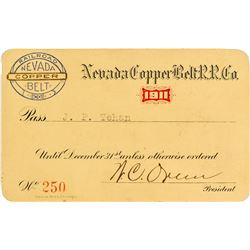 RAILROAD
NEVADA
COPPER
BELT
Nevada Copper Belt R.R. Co.
1911
Pass J. P. Tohan
Until December 31st unless otherwise ordered
No. 250
President